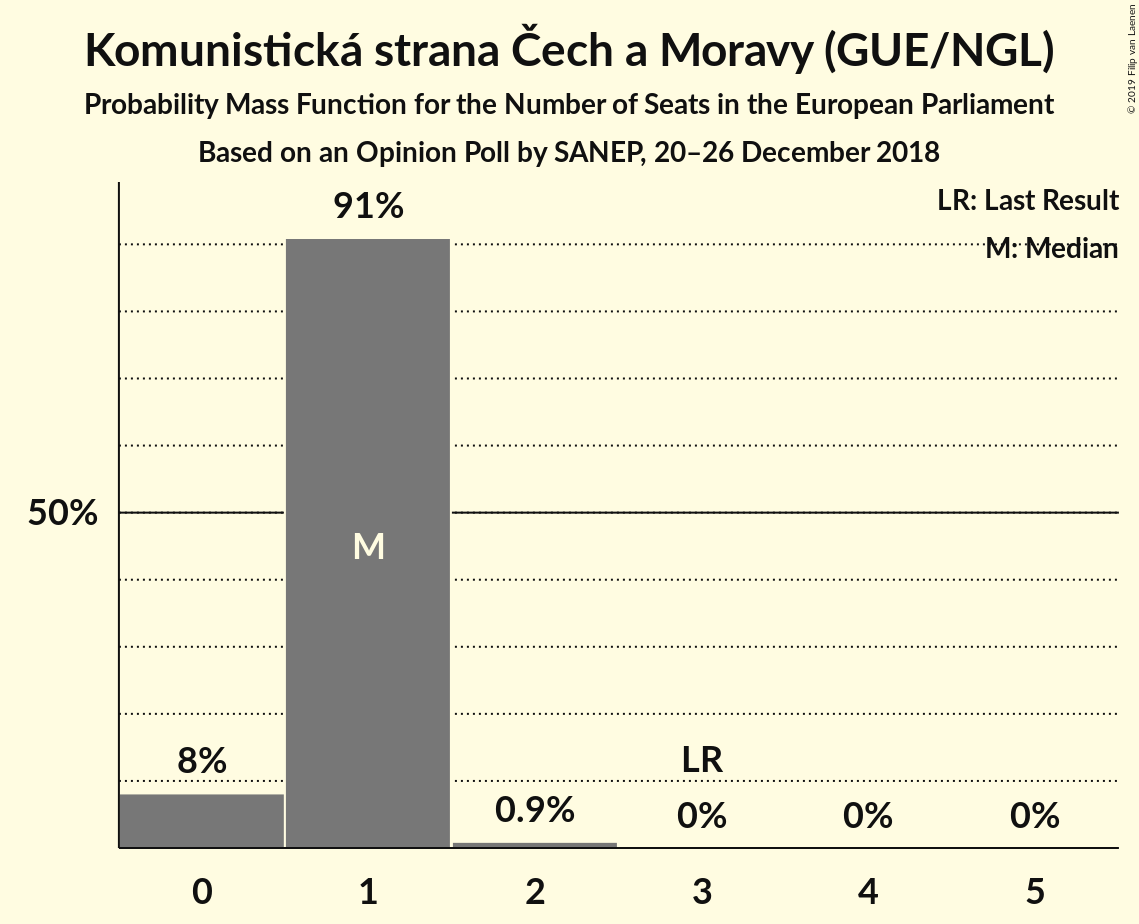 Komunistická strana Čech a Moravy (GUE/NGL)
Probability Mass Function for the Number of Seats in the European Parliament
Based on an Opinion Poll by SANEP, 20–26 December 2018
© 2019 Filip van Laenen
LR: Last Result
M: Median
91%
50%
M
8%
0.9%
LR
0%
0%
0%
0 1 2 3 4 5